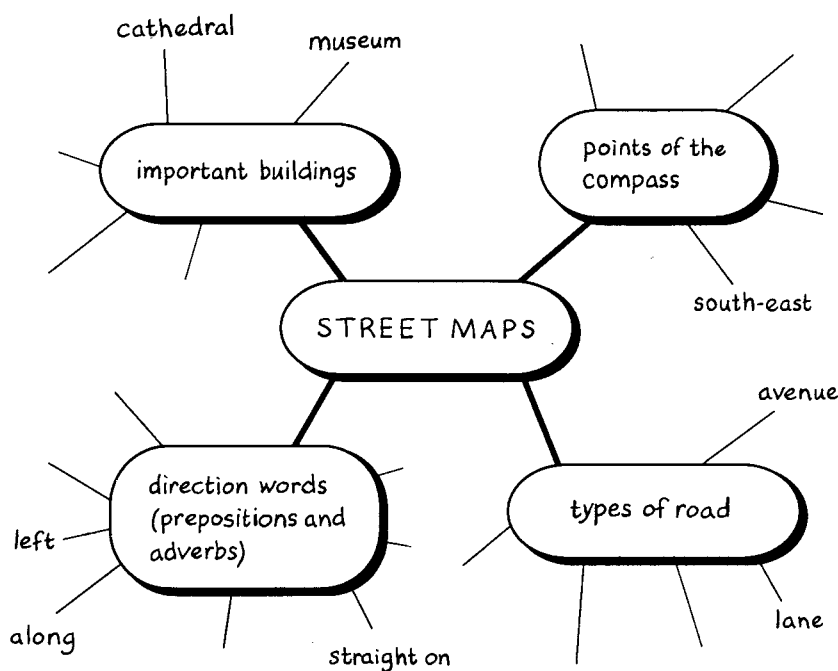 cathedral
museum
important buildings
points of the
compass
south-east
STREET MAPS
avenue
direction words
(prepositions and
adverbs)
types of road
left
along
straight on
lane